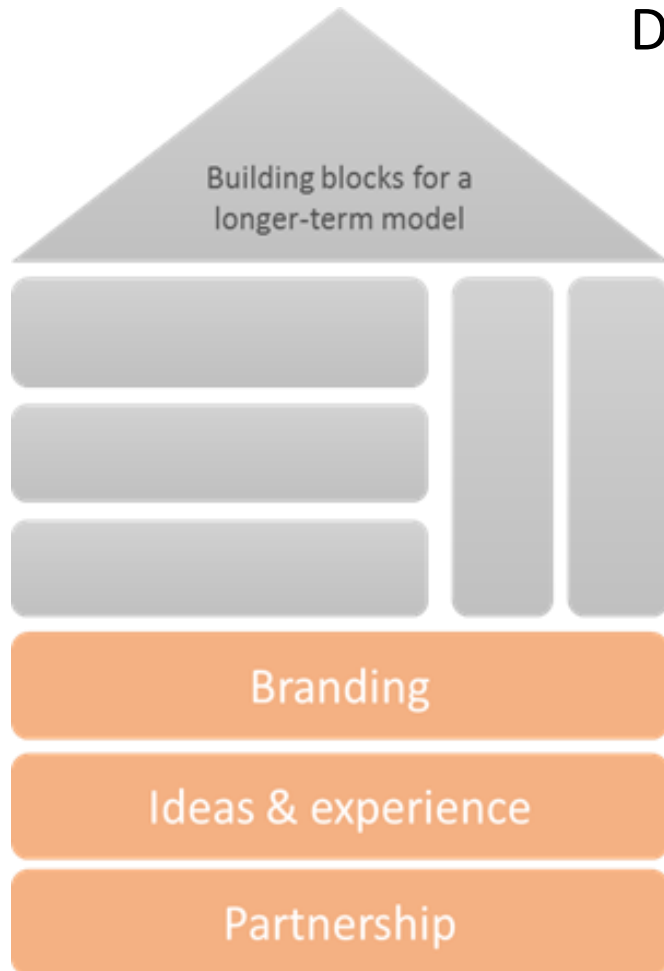 D
Building blocks for a
longer-term model
Branding
Ideas & experience
Partnership